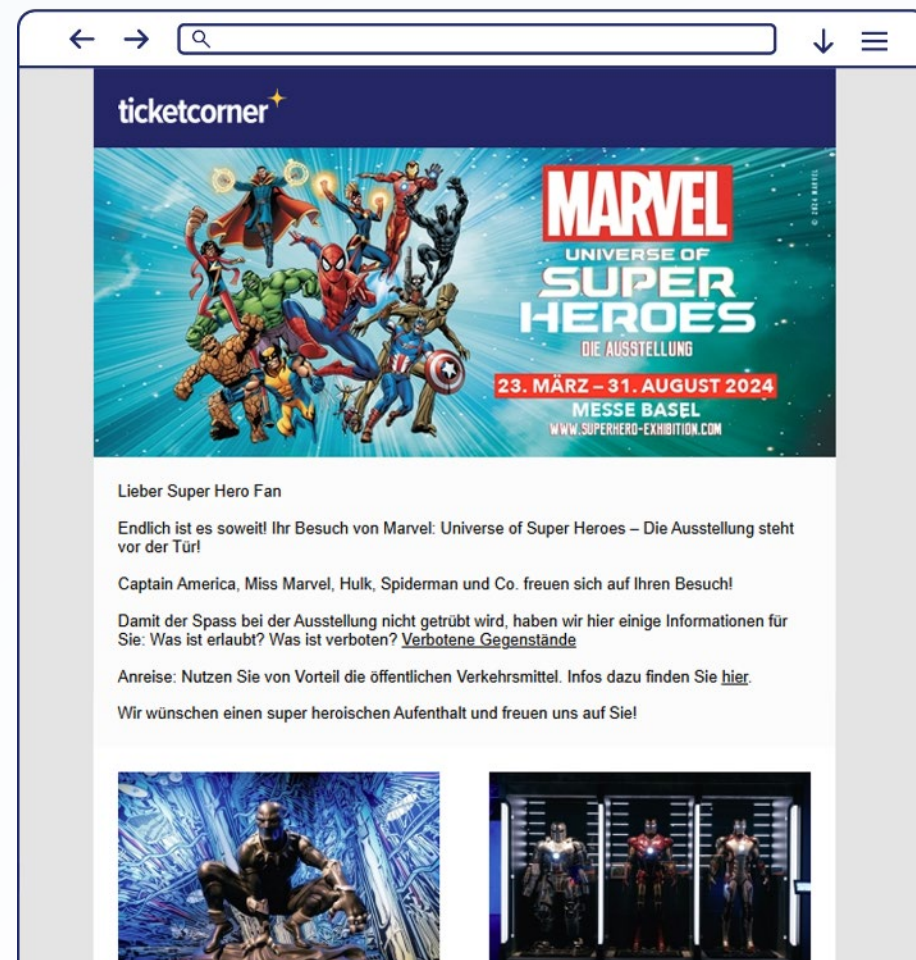 ticketcorner
MARVEL
UNIVERSE OF
SUPER
HEROES
DIE AUSSTELLUNG
23. MÄRZ – 31. AUGUST 2024
MESSE BASEL
WWW.SUPERHERO-EXHIBITION.COM
© 2024 MARVEL
Lieber Super Hero Fan
Endlich ist es soweit! Ihr Besuch von Marvel: Universe of Super Heroes – Die Ausstellung steht
vor der Tür!
Captain America, Miss Marvel, Hulk, Spiderman und Co. freuen sich auf Ihren Besuch!
Damit der Spass bei der Ausstellung nicht getrübt wird, haben wir hier einige Informationen für
Sie: Was ist erlaubt? Was ist verboten? Verbotene Gegenstände
Anreise: Nutzen Sie von Vorteil die öffentlichen Verkehrsmittel. Infos dazu finden Sie hier.
Wir wünschen einen super heroischen Aufenthalt und freuen uns auf Sie!